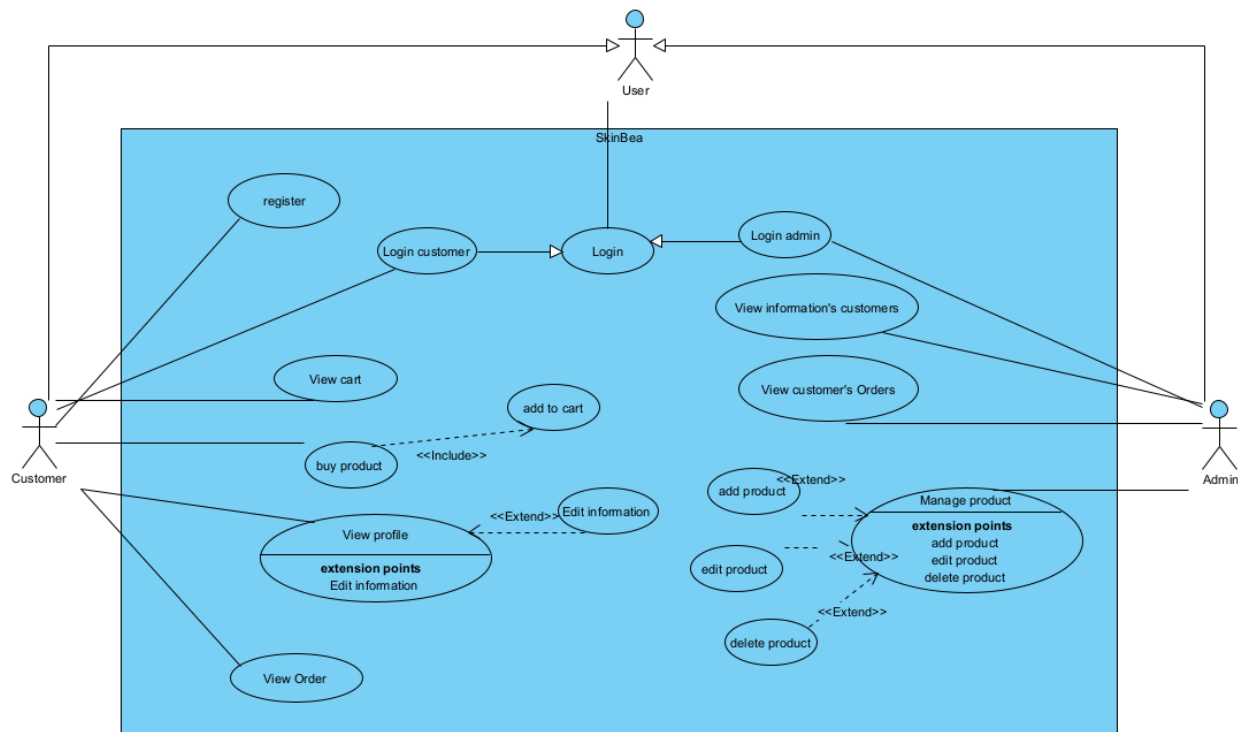 User
SkinBea
register
Login customer
Login
Login admin
View information's customers
View cart
View customer's Orders
add to cart
<<Include>>
buy product
Customer
Admin
add product
<<Extend>>
Manage product
extension points
add product
edit product
delete product
<<Extend>>
Edit information
View profile
extension points
Edit information
edit product
<<Extend>>
<<Extend>>
delete product
View Order